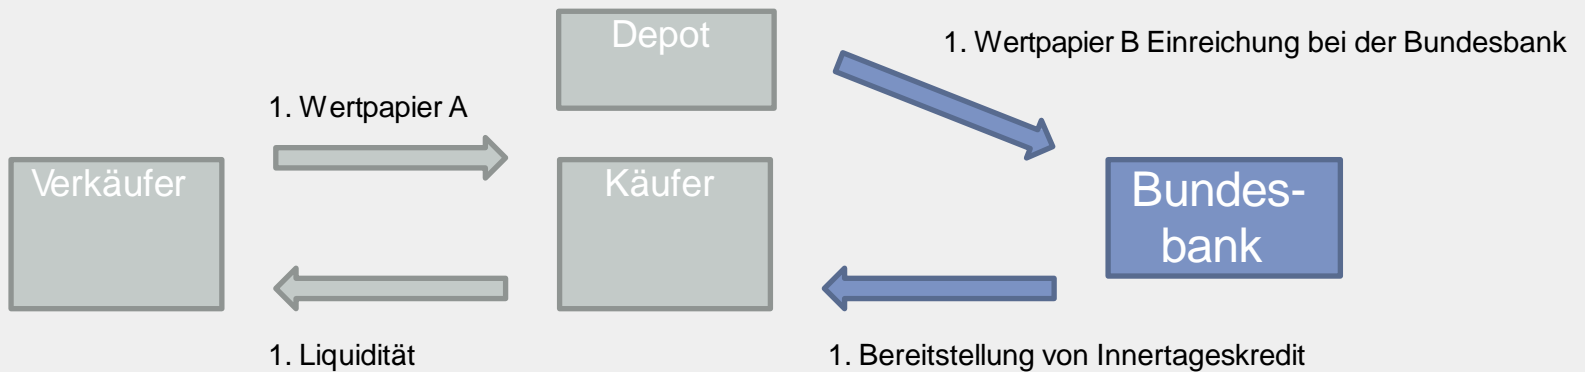 Depot
1. Wertpapier B Einreichung bei der Bundesbank
1. Wertpapier A
Verkäufer
Käufer
Bundes-
bank
1. Liquidität
1. Bereitstellung von Innertageskredit